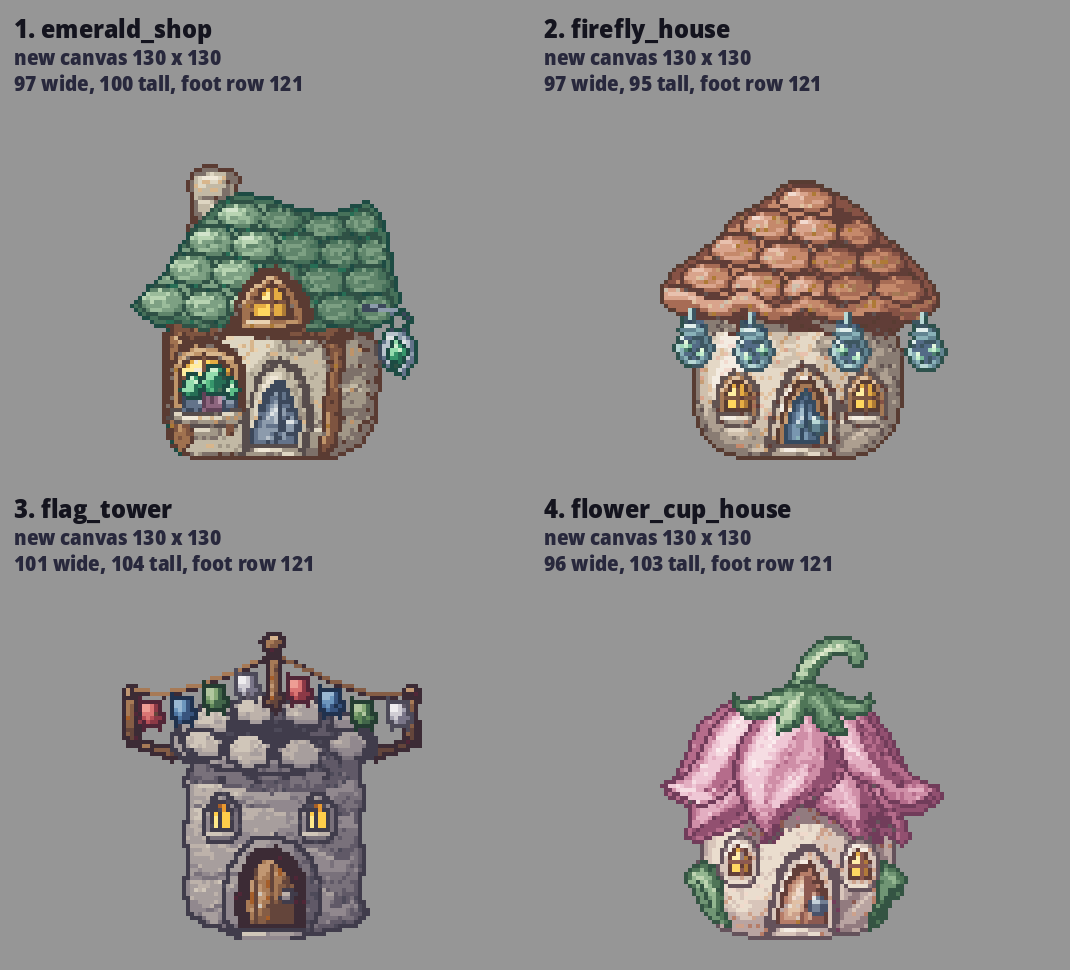 1. emerald_shop
new canvas 130 x 130
97 wide, 100 tall, foot row 121
2. firefly_house
new canvas 130 x 130
97 wide, 95 tall, foot row 121
3. flag_tower
new canvas 130 x 130
101 wide, 104 tall, foot row 121
4. flower_cup_house
new canvas 130 x 130
96 wide, 103 tall, foot row 121